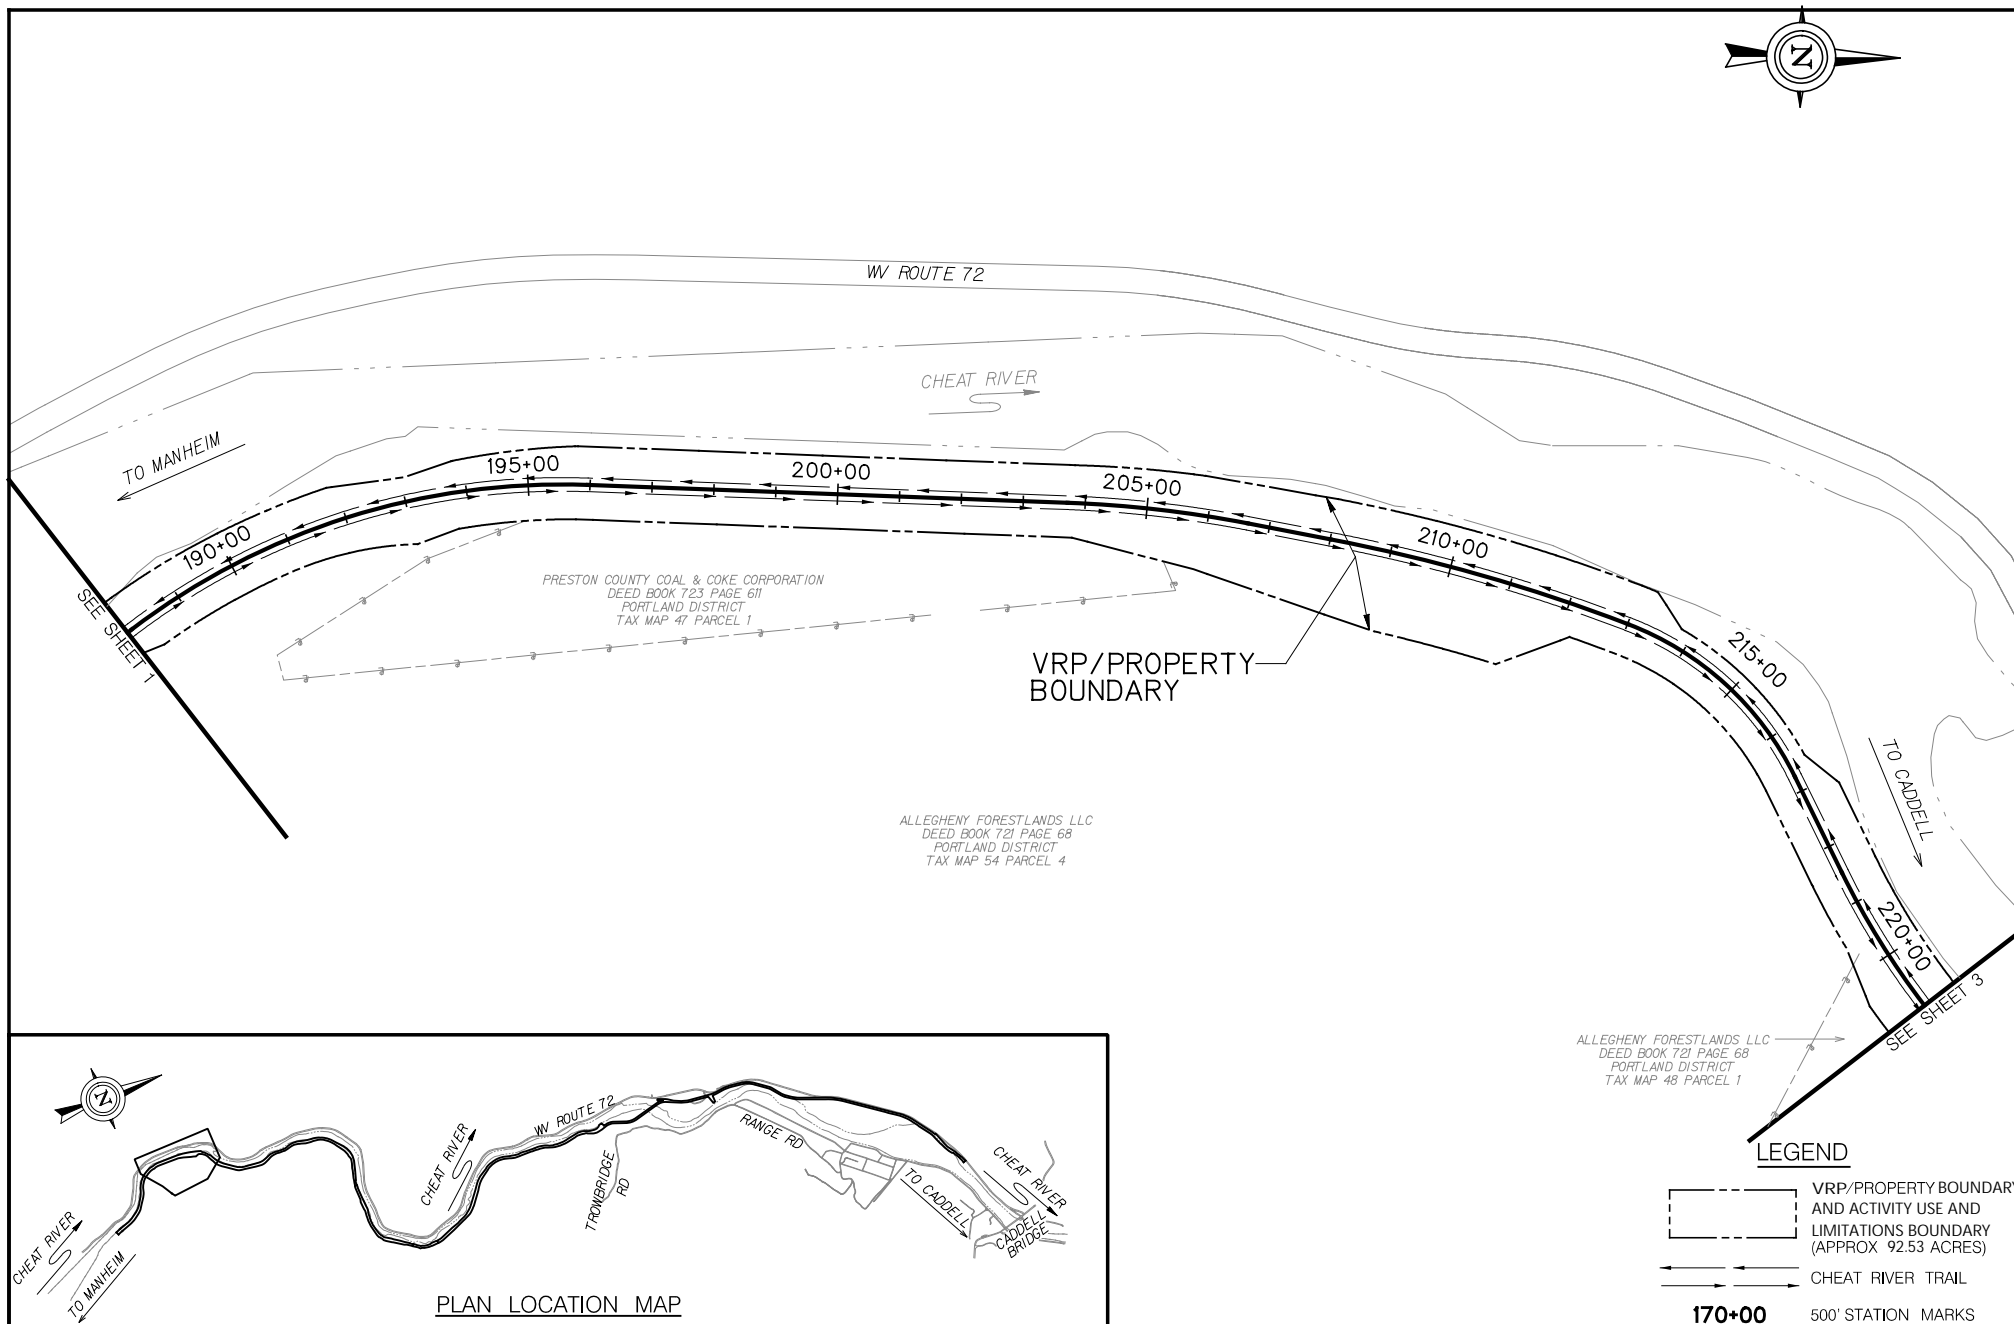 N
WV ROUTE 72
CHEAT RIVER
TO MANHEIM
195+00
200+00
205+00
190+00
210+00
215+00
220+00
SEE SHEET 1
PRESTON COUNTY COAL & COKE CORPORATION
DEED BOOK 723 PAGE 611
PORTLAND DISTRICT
TAX MAP 47 PARCEL 1
VRP/PROPERTY
BOUNDARY
TO CADDELL
ALLEGHENY FORESTLANDS LLC
DEED BOOK 721 PAGE 68
PORTLAND DISTRICT
TAX MAP 54 PARCEL 4
SEE SHEET 3
ALLEGHENY FORESTLANDS LLC
DEED BOOK 721 PAGE 68
PORTLAND DISTRICT
TAX MAP 48 PARCEL 1
N
WV ROUTE 72
CHEAT RIVER
RANGE RD
TROWBRIDGE
RD
CHEAT RIVER
TO CADDELL
CADDELL
BRIDGE
CHEAT RIVER
TO MANHEIM
PLAN LOCATION MAP
LEGEND
VRP/PROPERTY BOUNDARY
AND ACTIVITY USE AND
LIMITATIONS BOUNDARY
(APPROX 92.53 ACRES)
CHEAT RIVER TRAIL
170+00 500' STATION MARKS